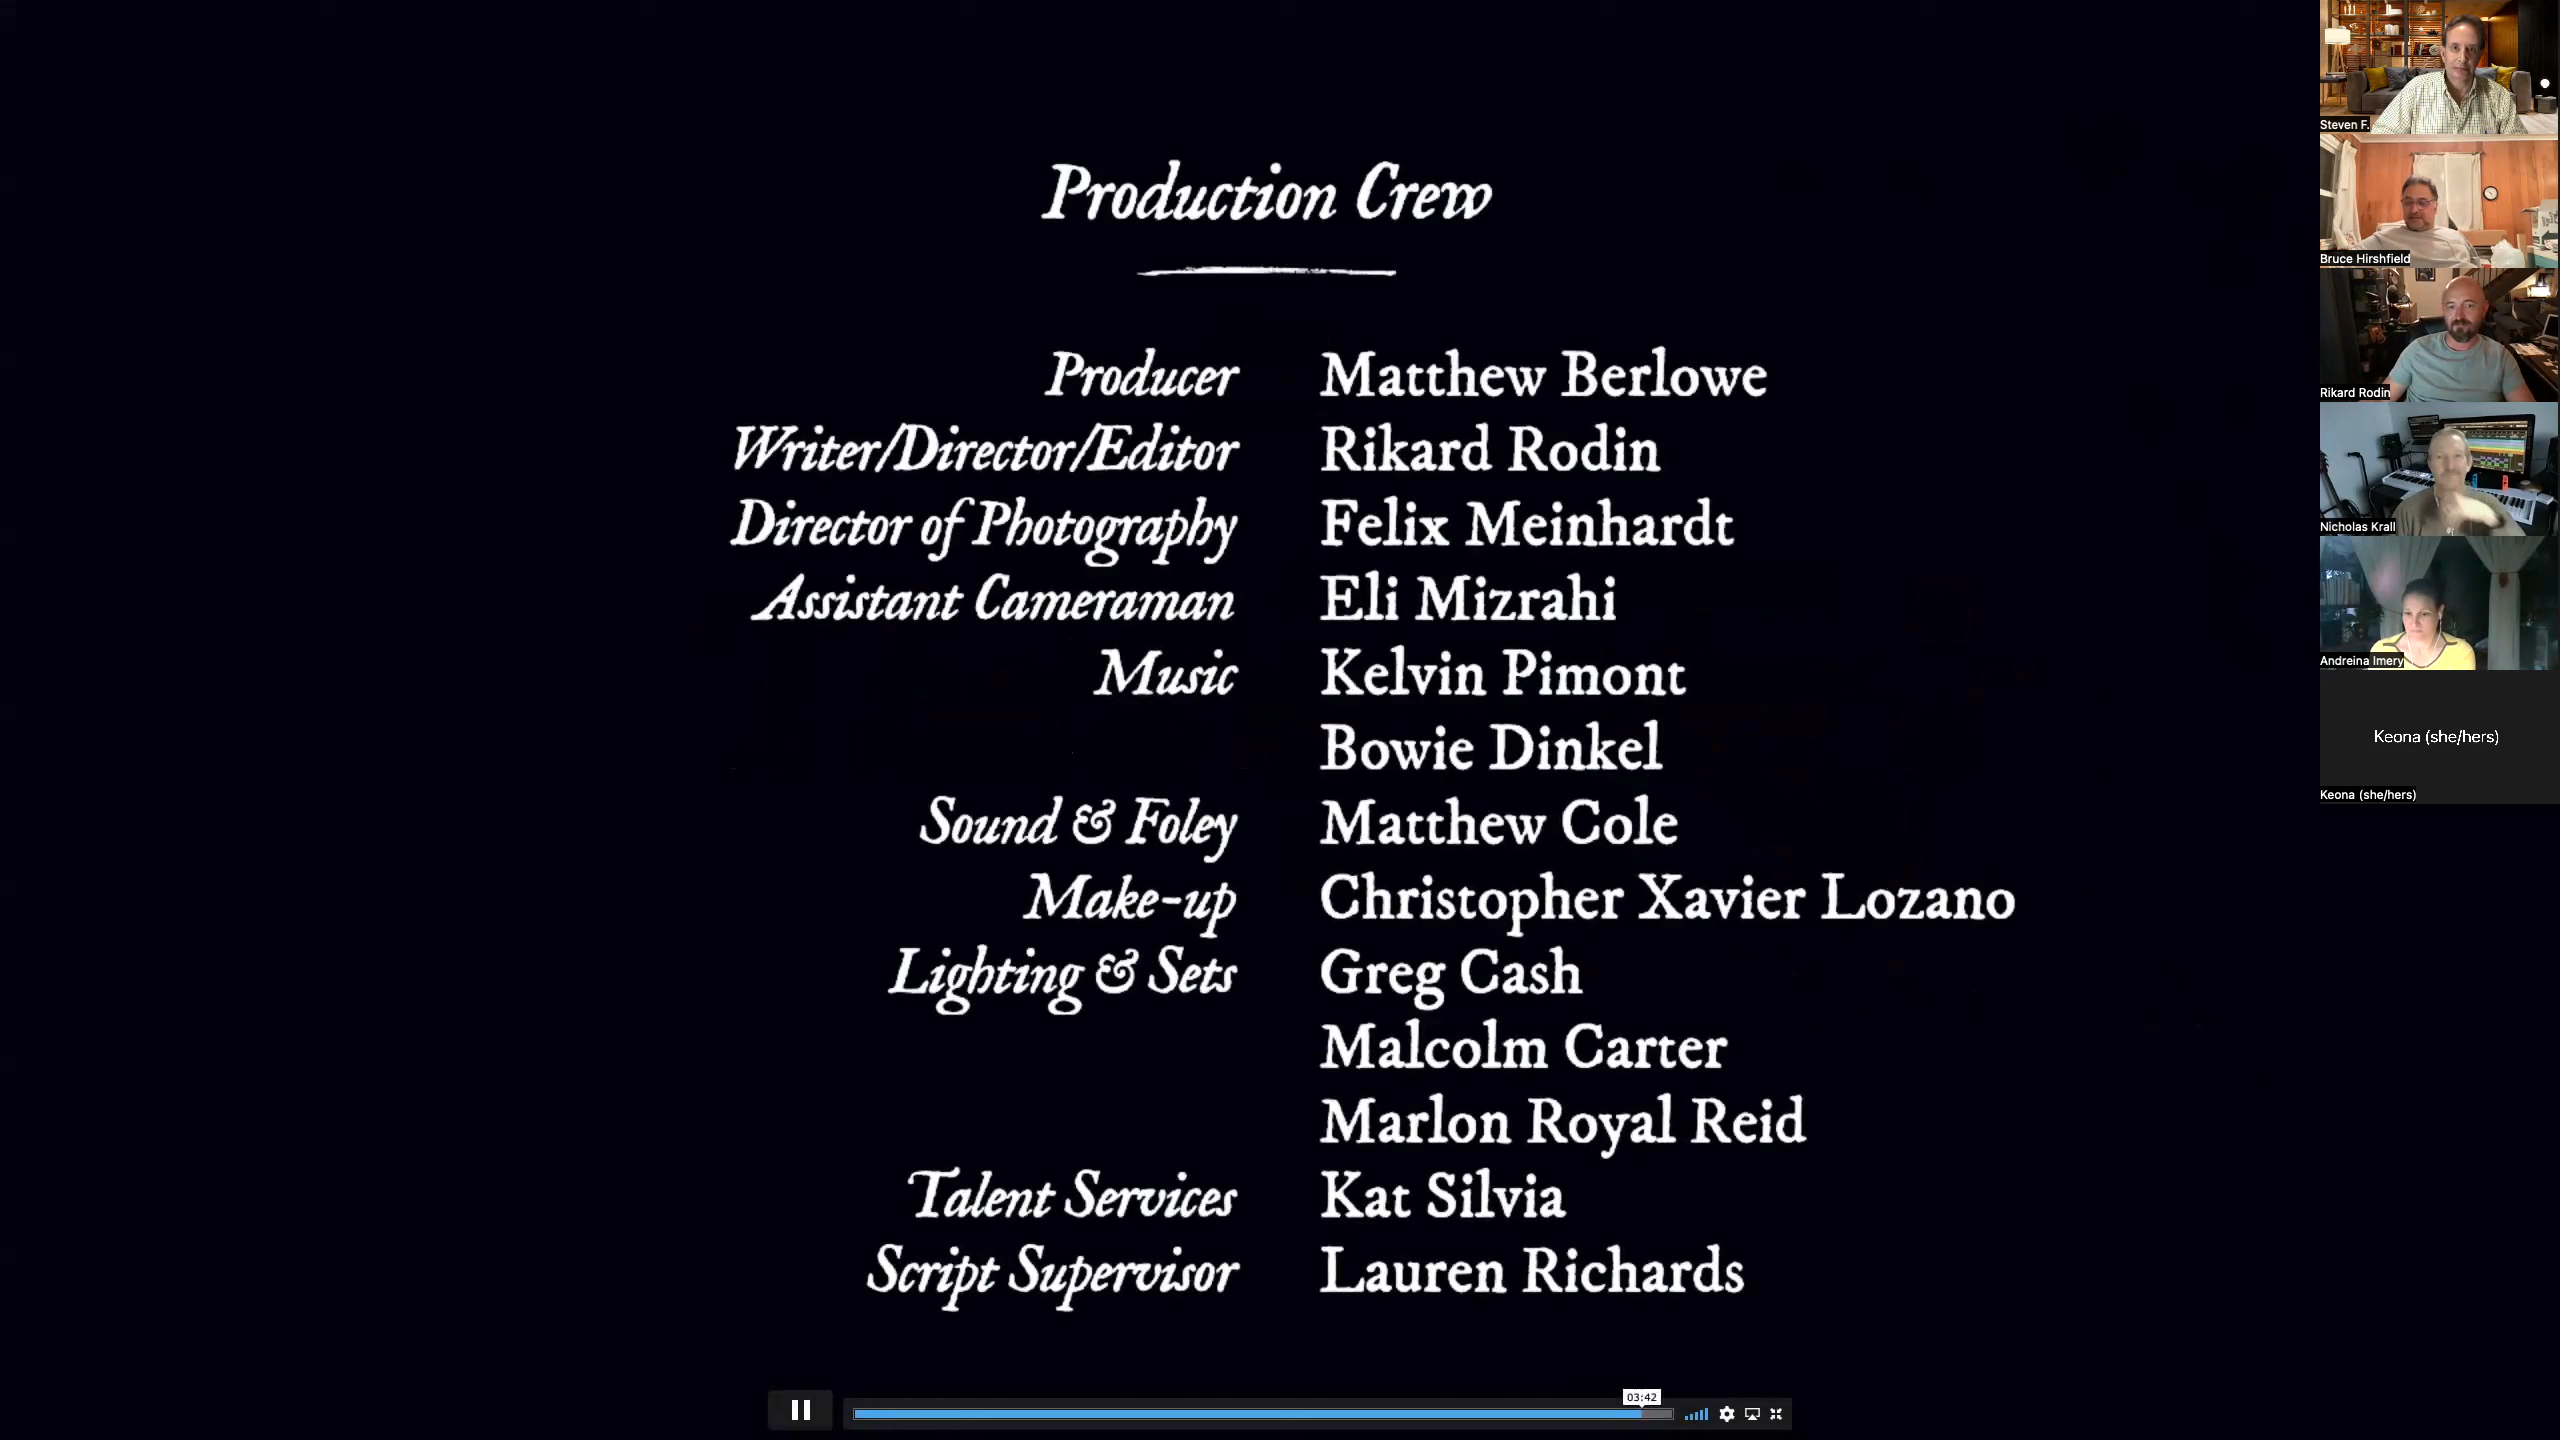 Production Crew
Producer Matthew Berlowe
Writer/Director/Editor Rikard Rodin
Director of Photography Felix Meinhardt
Assistant Cameraman Eli Mizrahi
Music Kelvin Pimont
Bowie Dinkel
Sound & Foley Matthew Cole
Make-up Christopher Xavier Lozano
Lighting & Sets Greg Cash
Malcolm Carter
Marlon Royal Reid
Talent Services Kat Silvia
Script Supervisor Lauren Richards
03:42
Steven F.
Bruce Hirshfield
Rikard Rodin
Nicholas Krall
Andreina Imery
Keona (she/hers)
Keona (she/hers)